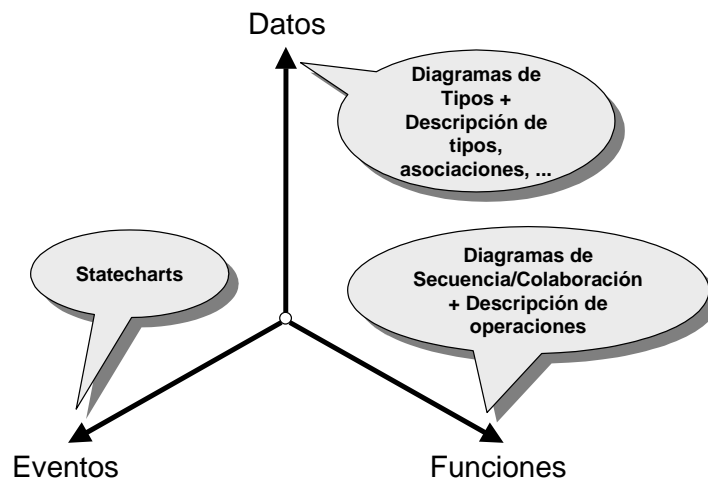 Datos
Diagramas de
Tipos +
Descripción de
tipos,
asociaciones, ...
Statecharts
Diagramas de
Secuencia/Colaboración
+ Descripción de
operaciones
Eventos
Funciones